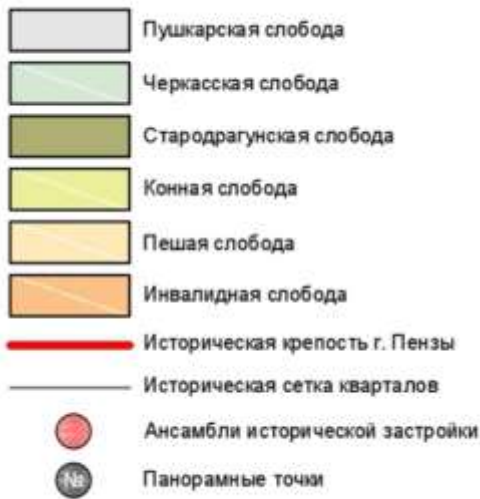 Пушкарская слобода
Черкасская слобода
Стародрагунская слобода
Конная слобода
Пешая слобода
Инвалидная слобода
Историческая крепость г. Пензы
Историческая сетка кварталов
Ансамбли исторической застройки
№ Панорамные точки